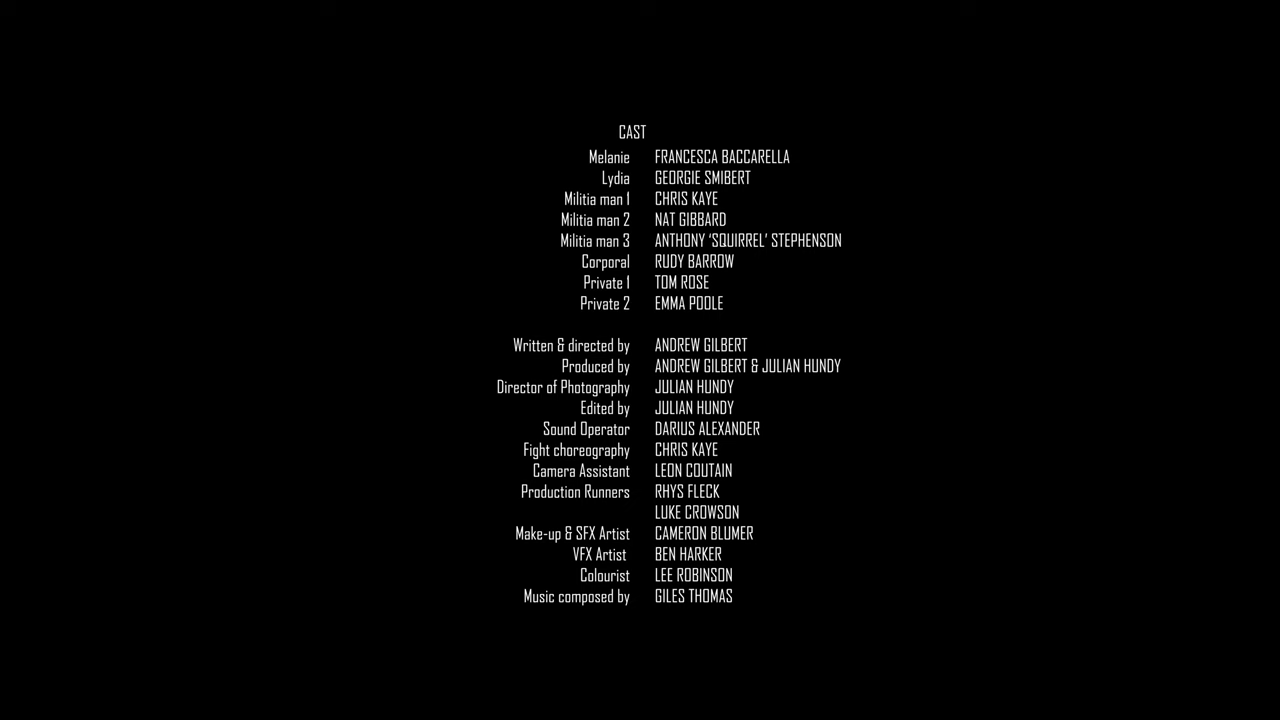 CAST
Melanie FRANCESCA BACCARELLA
Lydia GEORGIE SMIBERT
Militia man 1 CHRIS KAYE
Militia man 2 NAT GIBBARD
Militia man 3 ANTHONY ‘SQUIRREL’ STEPHENSON
Corporal RUDY BARROW
Private 1 TOM ROSE
Private 2 EMMA POOLE
Written & directed by ANDREW GILBERT
Produced by ANDREW GILBERT & JULIAN HUNDY
Director of Photography JULIAN HUNDY
Edited by JULIAN HUNDY
Sound Operator DARIUS ALEXANDER
Fight choreography CHRIS KAYE
Camera Assistant LEON COUTAIN
Production Runners RHYS FLECK
LUKE CROWSON
Make-up & SFX Artist CAMERON BLUMER
VFX Artist BEN HARKER
Colourist LEE ROBINSON
Music composed by GILES THOMAS